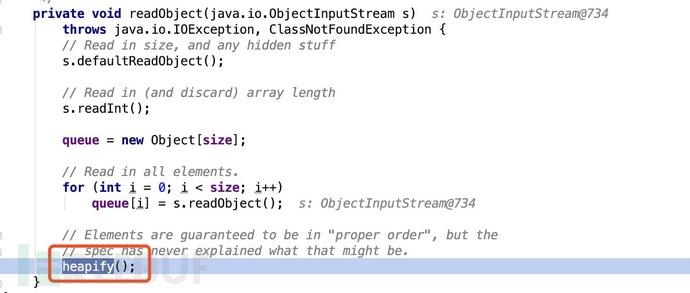 private void readObject(java.io.ObjectInputStream s) s: ObjectInputStream@734
throws java.io.IOException, ClassNotFoundException {
// Read in size, and any hidden stuff
s.defaultReadObject();
// Read in (and discard) array length
s.readInt();
queue = new Object[size];
// Read in all elements.
for (int i = 0; i < size; i++)
queue[i] = s.readObject(); s: ObjectInputStream@734
// Elements are guaranteed to be in "proper order", but the
// spec has never explained what that might be.
heapify();
}